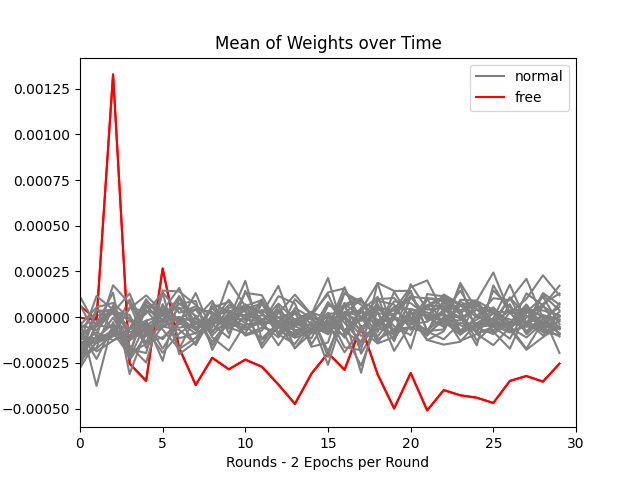 Mean of Weights over Time
normal
free
0.00125
0.00100
0.00075
0.00050
0.00025
0.00000
−0.00025
−0.00050
0 5 10 15 20 25 30
Rounds - 2 Epochs per Round